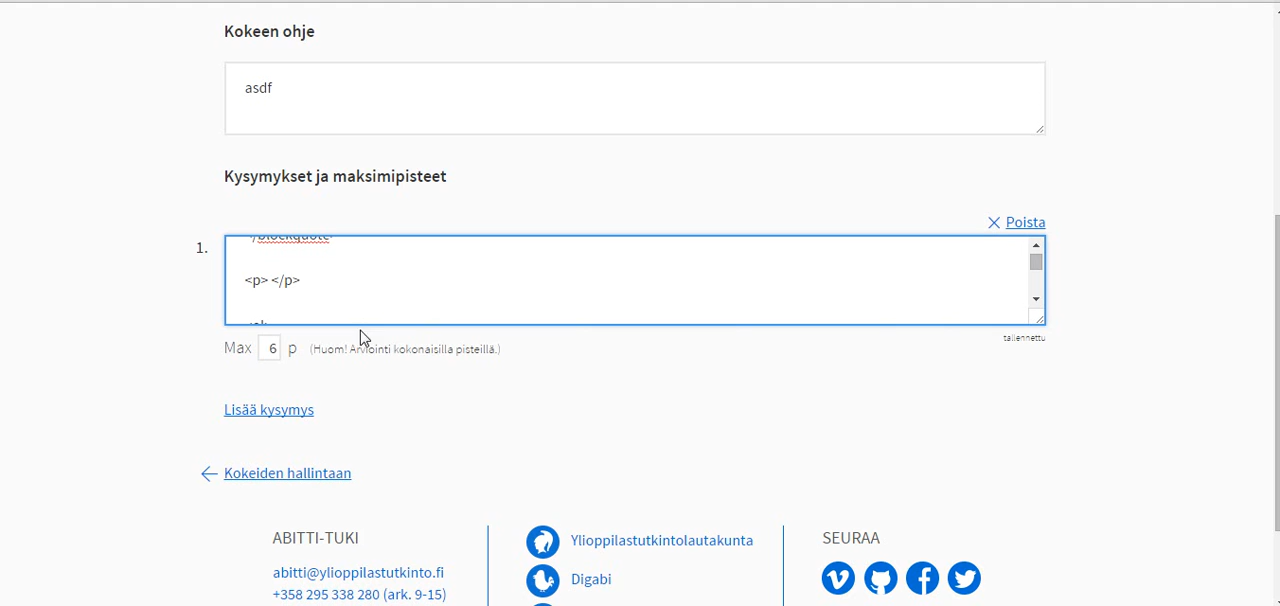 Kokeen ohje
asdf
Kysymykset ja maksimipisteet
Poista
1.
</blockquote>
<p> </p>
tallennettu
Max 6 p (Huom! Arviointi kokonaisilla pisteillä.)
Lisää kysymys
Kokeiden hallintaan
ABITTI-TUKI
abitti@ylioppilastutkinto.fi
+358 295 338 280 (ark. 9-15)
Ylioppilastutkintolautakunta
Digabi
SEURAA